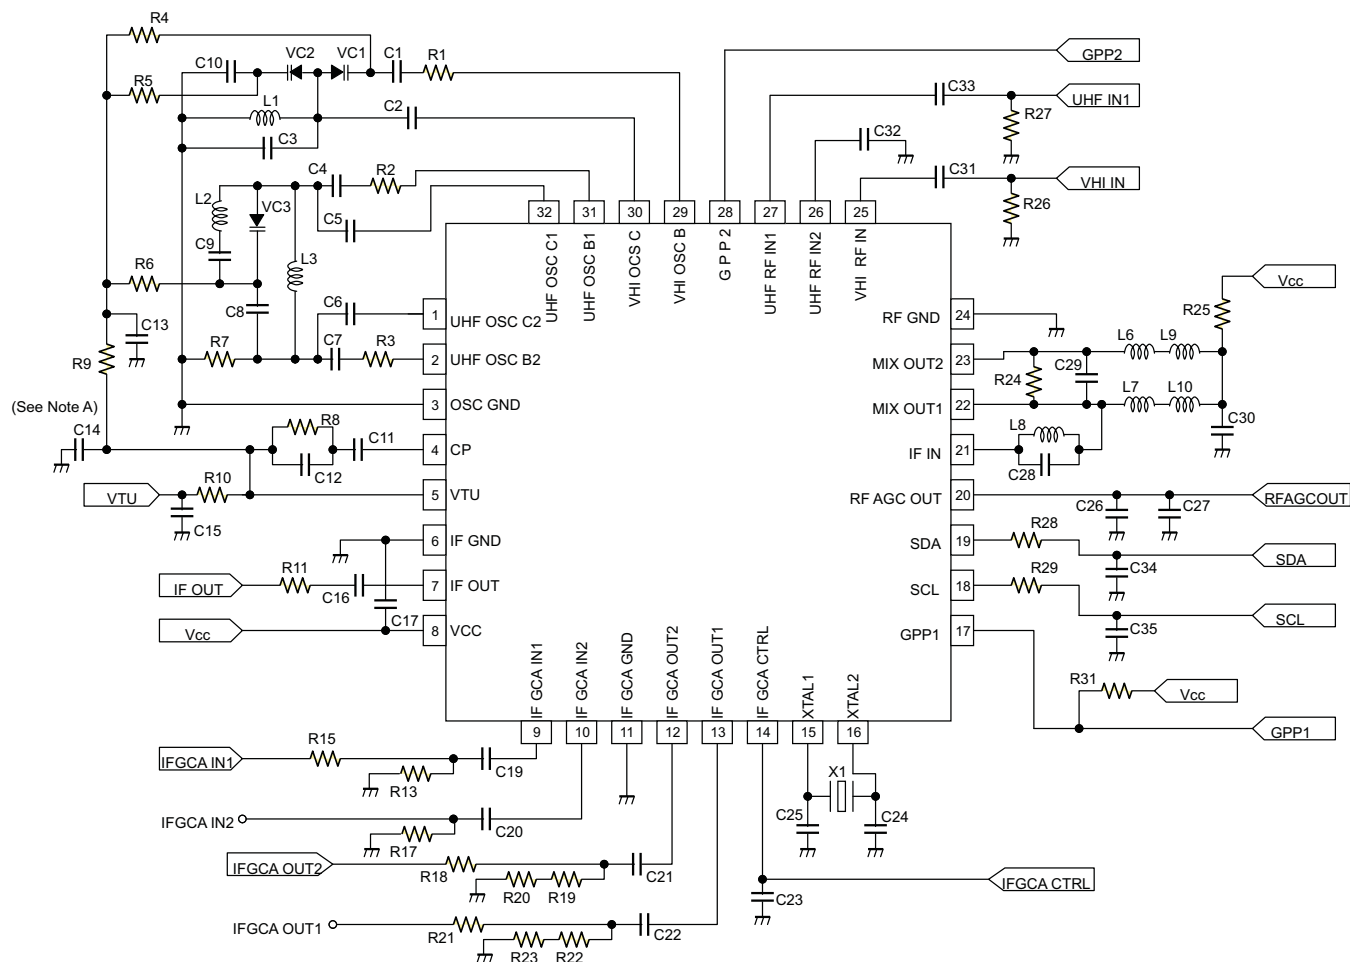 R4
C10
VC2
VC1
C1
R1
GPP2
R5
L1
C2
C33
UHF IN1
R27
C3
C32
C4
R2
C31
VHI IN
L2
VC3
R26
C5
32
31
30
29
28
27
26
25
C9
L3
UHF OSC C1
UHF OSC B1
VHI OCS C
VHI OSC B
G P P 2
UHF RF IN1
UHF RF IN2
VHI RF IN
R6
Vcc
C8
C6
R25
C13
1
UHF OSC C2
RF GND
24
R7
C7
R3
L6
L9
R9
2
UHF OSC B2
MIX OUT2
23
R24
C29
L7
L10
(See Note A)
3
OSC GND
MIX OUT1
22
C14
R8
C11
L8
C30
4
CP
IF IN
21
C12
C28
VTU
R10
5
VTU
RF AGC OUT
20
RFAGCOUT
C15
C26
C27
R28
6
IF GND
SDA
19
SDA
R11
R29
C34
IF OUT
C16
7
IF OUT
SCL
18
SCL
C17
C35
Vcc
8
VCC
GPP1
17
IF GCA IN1
IF GCA IN2
IF GCA GND
IF GCA OUT2
IF GCA OUT1
IF GCA CTRL
XTAL1
XTAL2
R31
Vcc
9
10
11
12
13
14
15
16
GPP1
R15
IFGCA IN1
C19
R13
X1
IFGCA IN2
C20
C25
C24
R17
IFGCA OUT2
R18
C21
R20
R19
C23
IFGCA CTRL
IFGCA OUT1
R21
C22
R23
R22